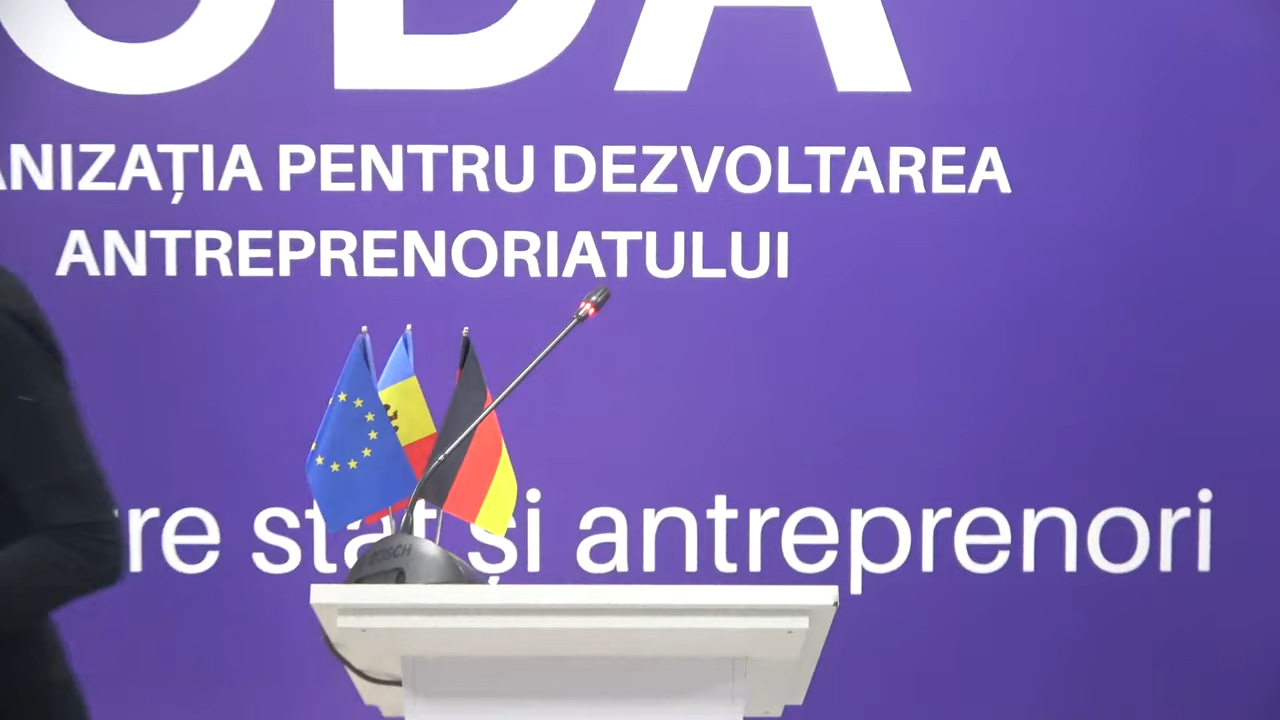 ODA
ANIZAȚIA PENTRU DEZVOLTAREA
ANTREPRENORIATULUI
re stat și antreprenori
BOSCH